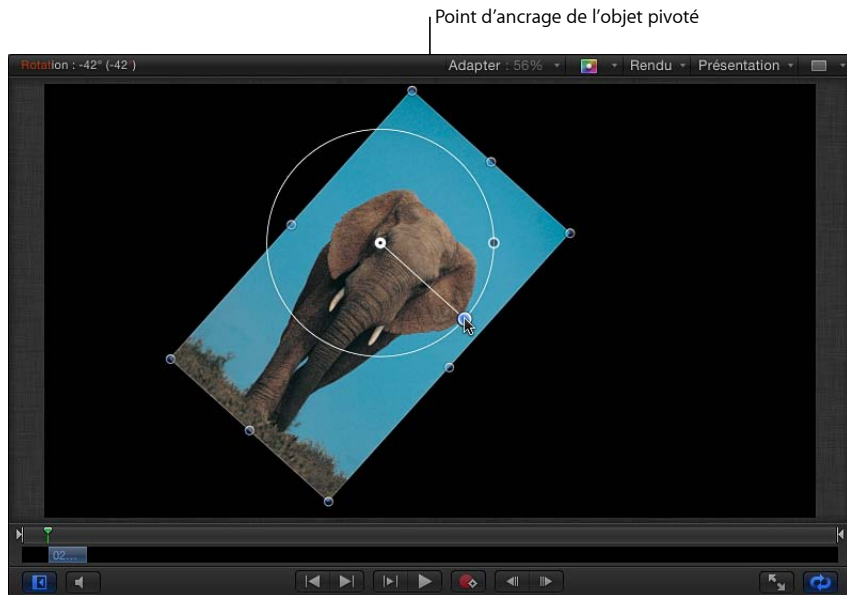 Point d’ancrage de l’objet pivoté
Rotation : -42° (-42°)
Adapter : 56%
Rendu
Présentation
02...